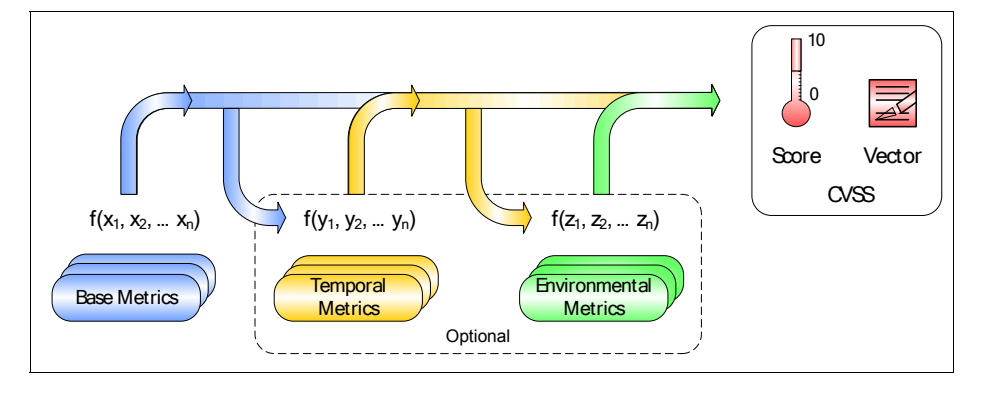 10
0
Score Vector
CVSS
f(x₁, x₂, ... xₙ) f(y₁, y₂, ... yₙ) f(z₁, z₂, ... zₙ)
Base Metrics
Temporal
Metrics
Environmental
Metrics
Optional